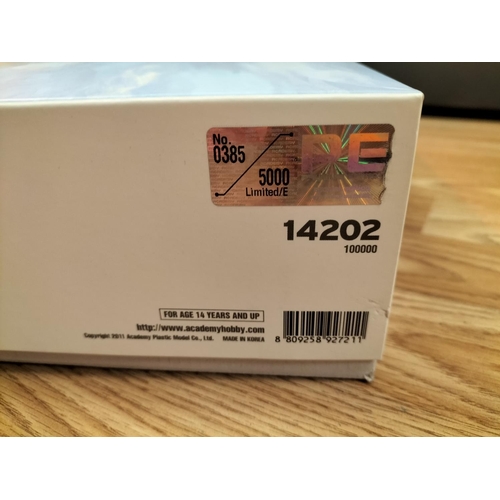 No.
0385
5000
Limited/E
14202
100000
FOR AGE 14 YEARS AND UP
http://www.academyhobby.com
Copyright 2011 Academy Plastic Model Co., Ltd. MADE IN KOREA
8 809258 927211